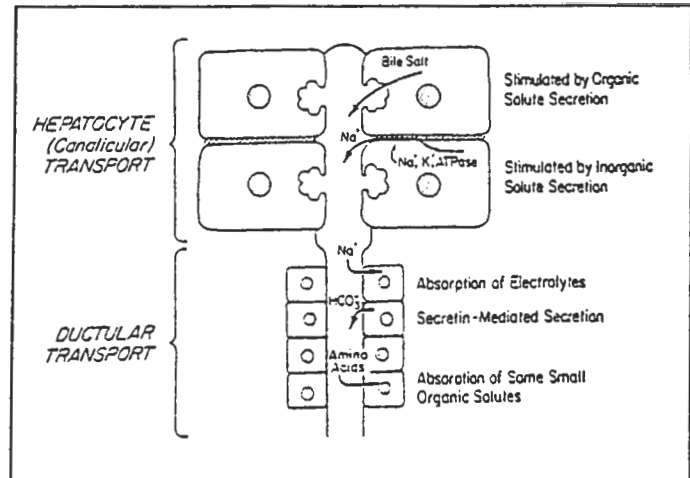 HEPATOCYTE
(Canalicular)
TRANSPORT
Bile Salt
Stimulated by Organic
Solute Secretion
Na⁺
Na⁺, K⁺, ATPase
Stimulated by Inorganic
Solute Secretion
DUCTULAR
TRANSPORT
Na⁺
Absorption of Electrolytes
HCO₃⁻
Secretin-Mediated Secretion
Amino
Acids
Absorption of Some Small
Organic Solutes